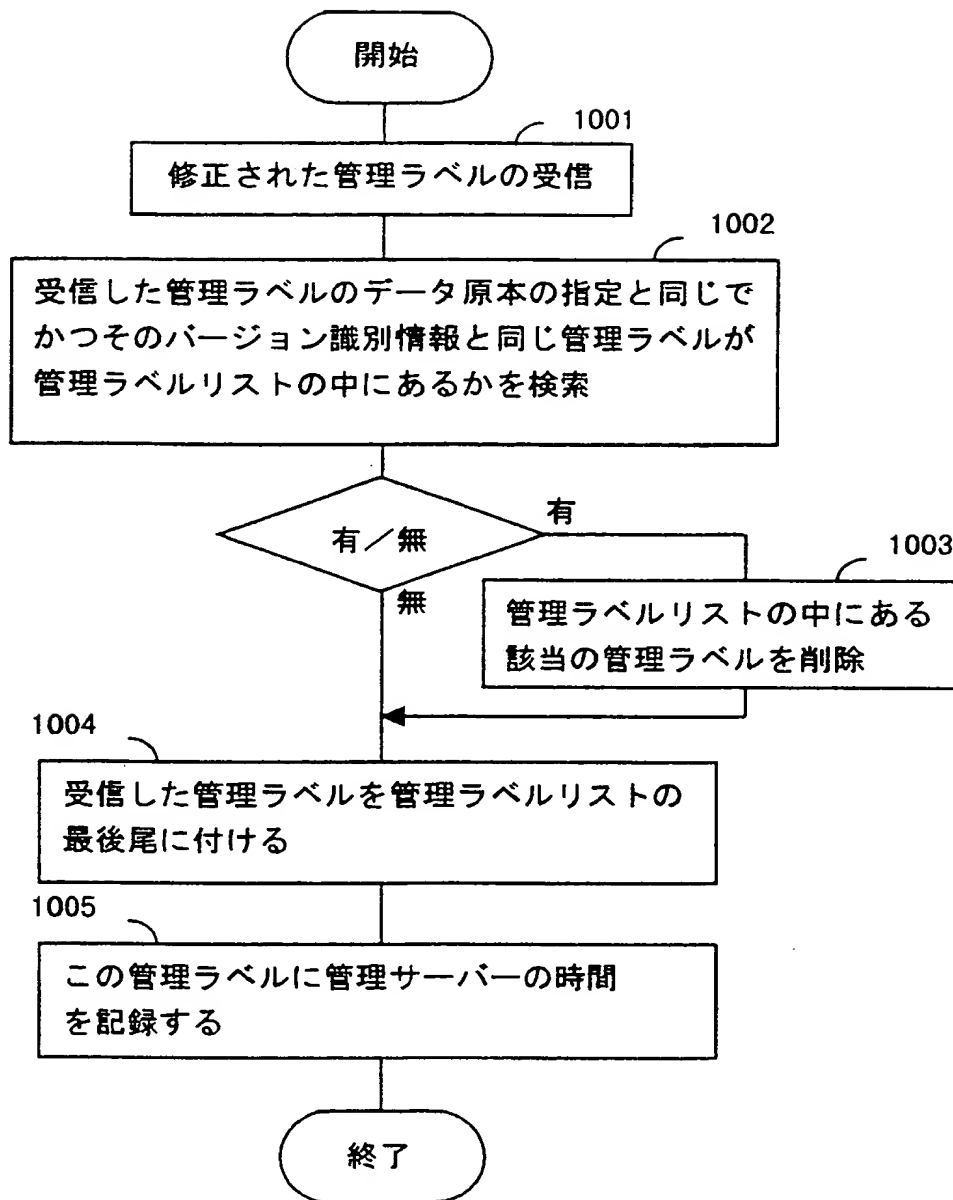 開始
1001
修正された管理ラベルの受信
1002
受信した管理ラベルのデータ原本の指定と同じで
かつそのバージョン識別情報と同じ管理ラベルが
管理ラベルリストの中にあるかを検索
有／無
有
無
1003
管理ラベルリストの中にある
該当の管理ラベルを削除
1004
受信した管理ラベルを管理ラベルリストの
最後尾に付ける
1005
この管理ラベルに管理サーバーの時間
を記録する
終了